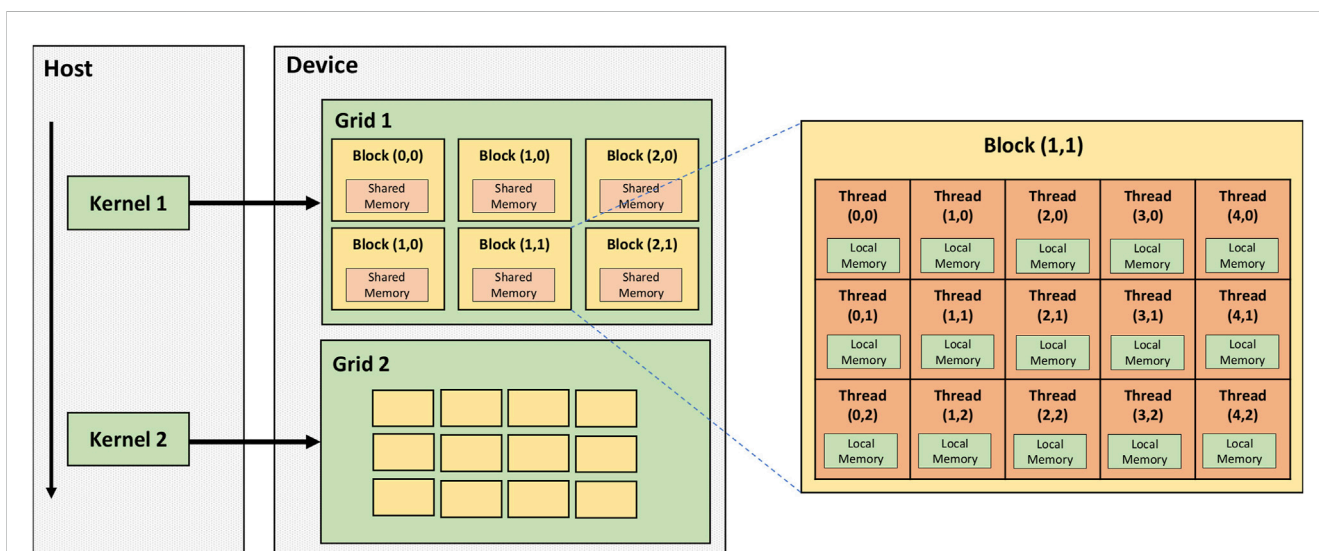 Host
Device
Grid 1
Block (0,0)
Block (1,0)
Block (2,0)
Shared
Memory
Shared
Memory
Shared
Memory
Kernel 1
Block (1,0)
Block (1,1)
Block (2,1)
Shared
Memory
Shared
Memory
Shared
Memory
Grid 2
Kernel 2
Block (1,1)
Thread
(0,0)
Thread
(1,0)
Thread
(2,0)
Thread
(3,0)
Thread
(4,0)
Local
Memory
Local
Memory
Local
Memory
Local
Memory
Local
Memory
Thread
(0,1)
Thread
(1,1)
Thread
(2,1)
Thread
(3,1)
Thread
(4,1)
Local
Memory
Local
Memory
Local
Memory
Local
Memory
Local
Memory
Thread
(0,2)
Thread
(1,2)
Thread
(2,2)
Thread
(3,2)
Thread
(4,2)
Local
Memory
Local
Memory
Local
Memory
Local
Memory
Local
Memory